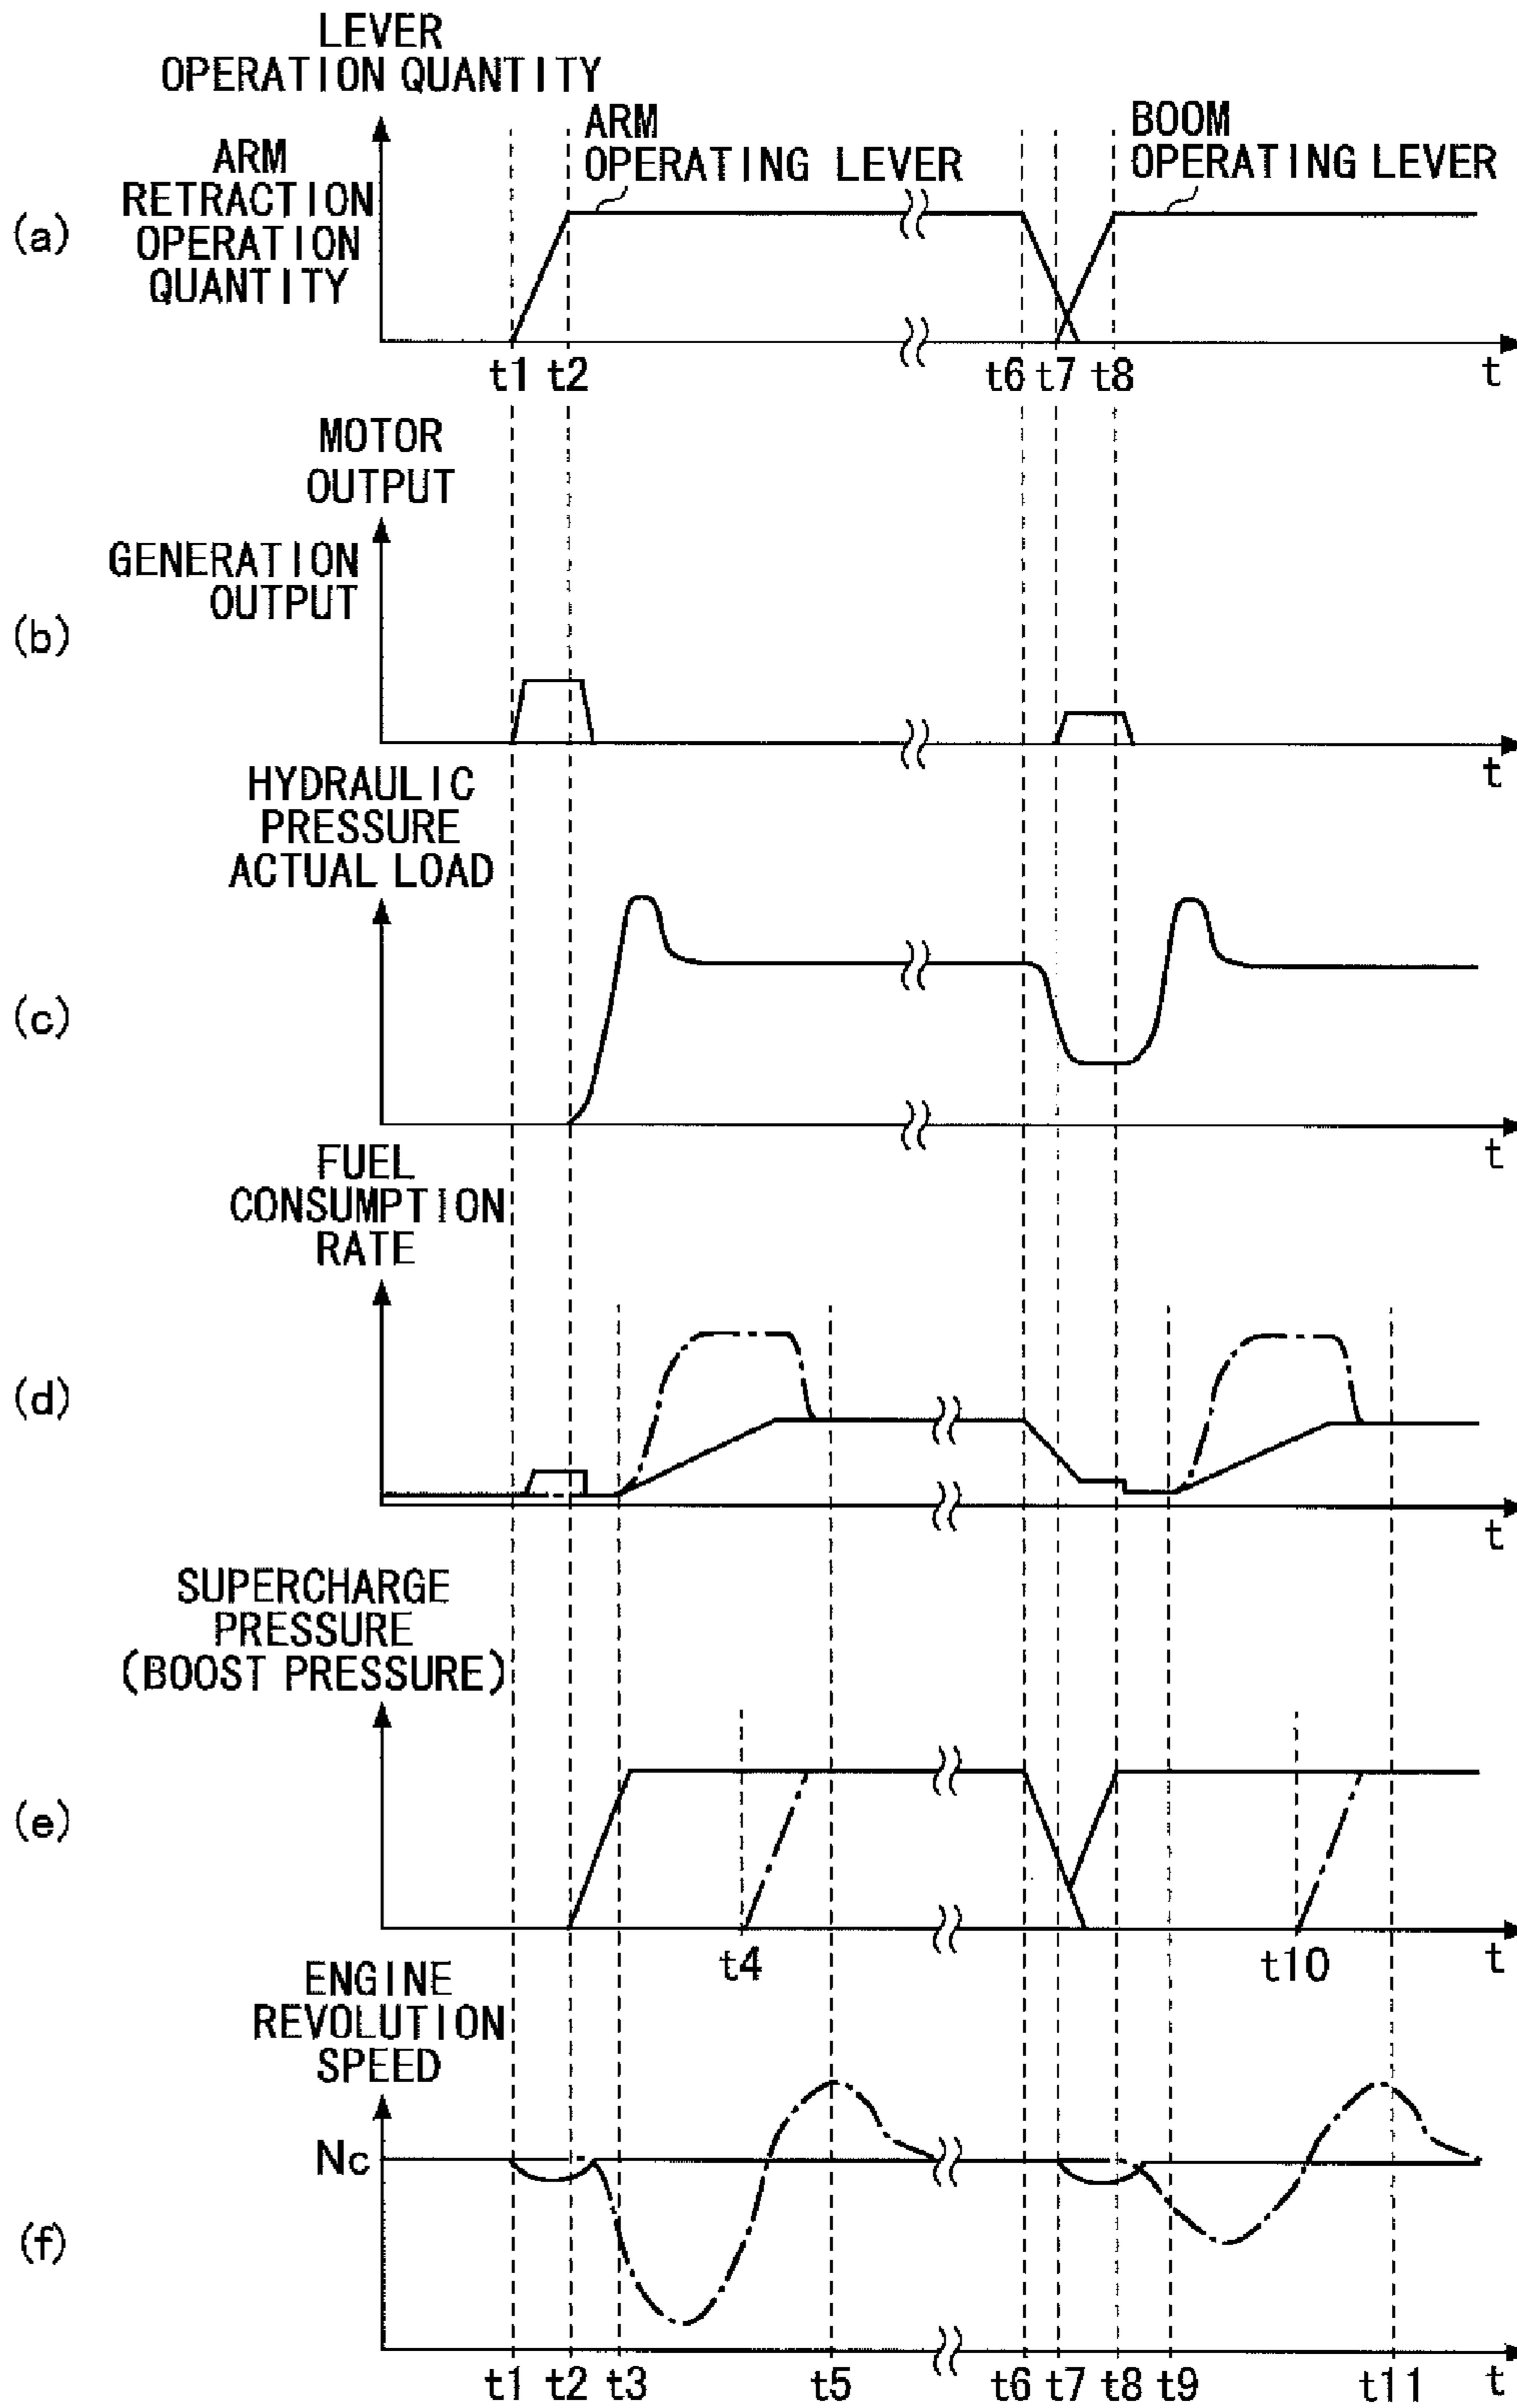 LEVER
OPERATION QUANTITY
ARM
RETRACTION
OPERATION
QUANTITY
(a)
ARM
OPERATING LEVER
BOOM
OPERATING LEVER
t1 t2 t6 t7 t8 t
MOTOR
OUTPUT
GENERATION
OUTPUT
(b)
t
HYDRAULIC
PRESSURE
ACTUAL LOAD
(c)
t
FUEL
CONSUMPTION
RATE
(d)
t
SUPERCHARGE
PRESSURE
(BOOST PRESSURE)
(e)
t4 t10 t
ENGINE
REVOLUTION
SPEED
Nc
(f)
t1 t2 t3 t5 t6 t7 t8 t9 t11 t